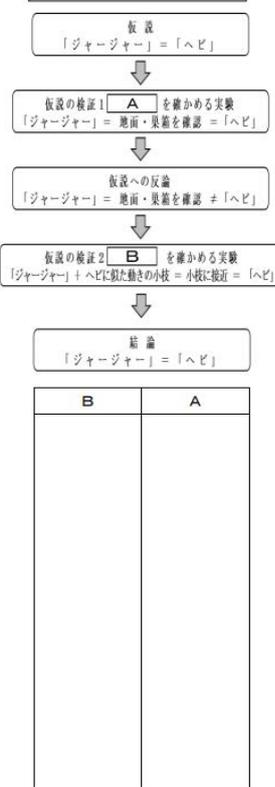 仮説
「ジャージャー」=「ヘビ」
仮説の検証1 A を確かめる実験
「ジャージャー」= 地面・巣箱を確認 =「ヘビ」
仮説への反論
「ジャージャー」= 地面・巣箱を確認 ≠「ヘビ」
仮説の検証2 B を確かめる実験
「ジャージャー」+ ヘビに似た動きの小枝 = 小枝に接近 =「ヘビ」
結論
「ジャージャー」=「ヘビ」
B A